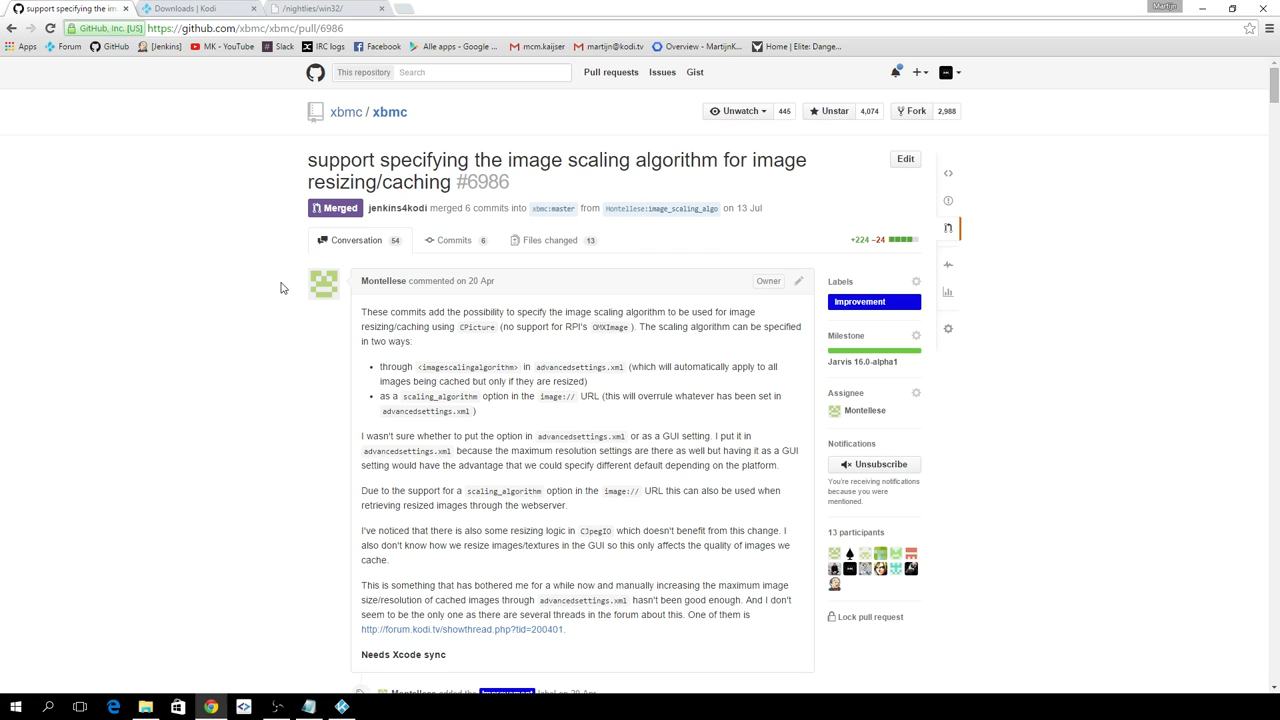 support specifying the im
Downloads | Kodi
/nightlies/win32/
Martijn
GitHub, Inc. [US]
https://github.com/xbmc/xbmc/pull/6986
Apps
Forum
GitHub
[Jenkins]
MK - YouTube
Slack
IRC logs
Facebook
Alle apps - Google ...
mcm.kaijser
martijn@kodi.tv
Overview - MartijnK...
Home | Elite: Dange...
This repository
Search
Pull requests
Issues
Gist
xbmc / xbmc
Unwatch
445
Unstar
4,074
Fork
2,988
support specifying the image scaling algorithm for image
resizing/caching #6986
Edit
Merged
jenkins4kodi merged 6 commits into xbmc:master from Montellese:image_scaling_algo on 13 Jul
Conversation 54
Commits 6
Files changed 13
+224 −24
Montellese commented on 20 Apr
Owner
These commits add the possibility to specify the image scaling algorithm to be used for image
resizing/caching using CPicture (no support for RPI's OMXImage ). The scaling algorithm can be specified
in two ways:
• through <imagescalingalgorithm> in advancedsettings.xml (which will automatically apply to all
images being cached but only if they are resized)
• as a scaling_algorithm option in the image:// URL (this will overrule whatever has been set in
advancedsettings.xml )
I wasn't sure whether to put the option in advancedsettings.xml or as a GUI setting. I put it in
advancedsettings.xml because the maximum resolution settings are there as well but having it as a GUI
setting would have the advantage that we could specify different default depending on the platform.
Due to the support for a scaling_algorithm option in the image:// URL this can also be used when
retrieving resized images through the webserver.
I've noticed that there is also some resizing logic in CJpegIO which doesn't benefit from this change. I
also don't know how we resize images/textures in the GUI so this only affects the quality of images we
cache.
This is something that has bothered me for a while now and manually increasing the maximum image
size/resolution of cached images through advancedsettings.xml hasn't been good enough. And I don't
seem to be the only one as there are several threads in the forum about this. One of them is
http://forum.kodi.tv/showthread.php?tid=200401.
Needs Xcode sync
Montellese added the Improvement label on 20 Apr
Labels
Improvement
Milestone
Jarvis 16.0-alpha1
Assignee
Montellese
Notifications
Unsubscribe
You're receiving notifications
because you were
mentioned.
13 participants
Lock pull request